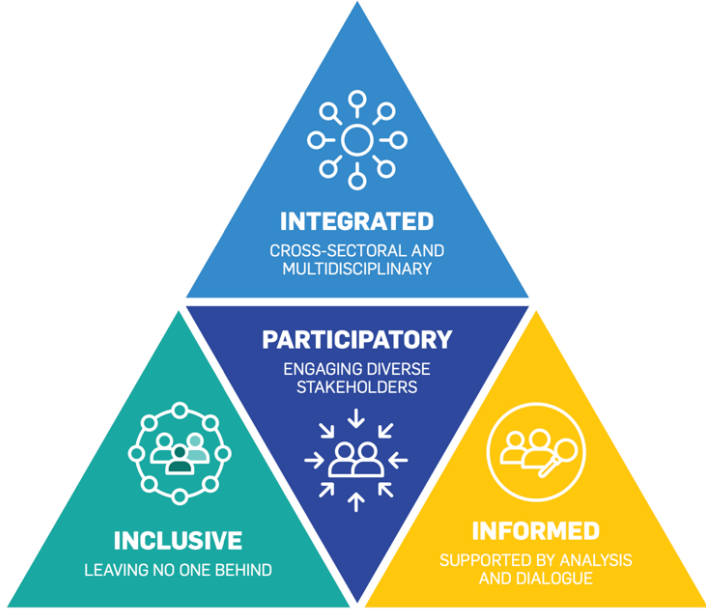 INTEGRATED
CROSS-SECTORAL AND
MULTIDISCIPLINARY
PARTICIPATORY
ENGAGING DIVERSE
STAKEHOLDERS
INCLUSIVE
LEAVING NO ONE BEHIND
INFORMED
SUPPORTED BY ANALYSIS
AND DIALOGUE